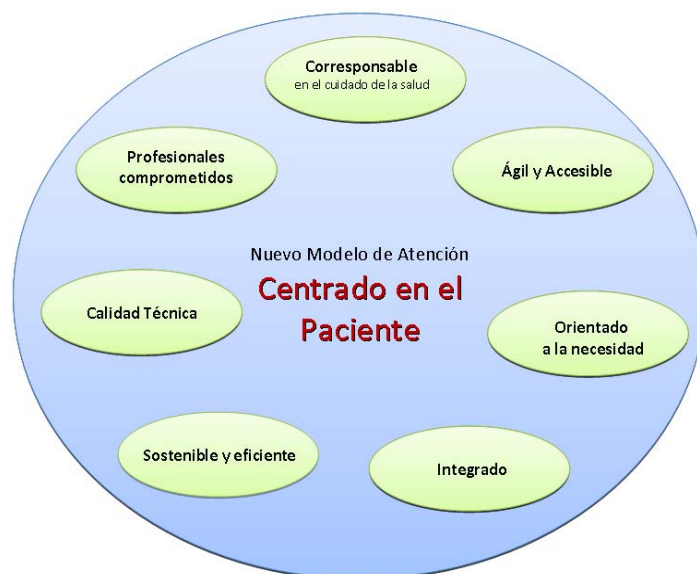 Corresponsable
en el cuidado de la salud
Profesionales
comprometidos
Ágil y Accesible
Nuevo Modelo de Atención
Centrado en el
Paciente
Calidad Técnica
Orientado
a la necesidad
Sostenible y eficiente
Integrado